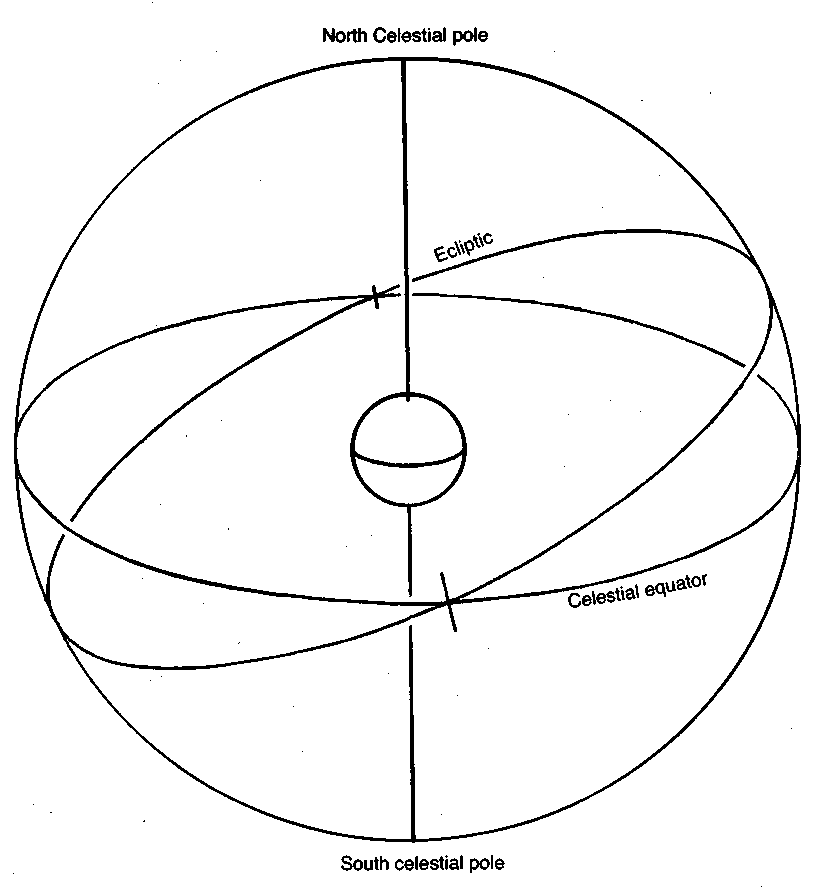 North Celestial pole
Ecliptic
Celestial equator
South celestial pole